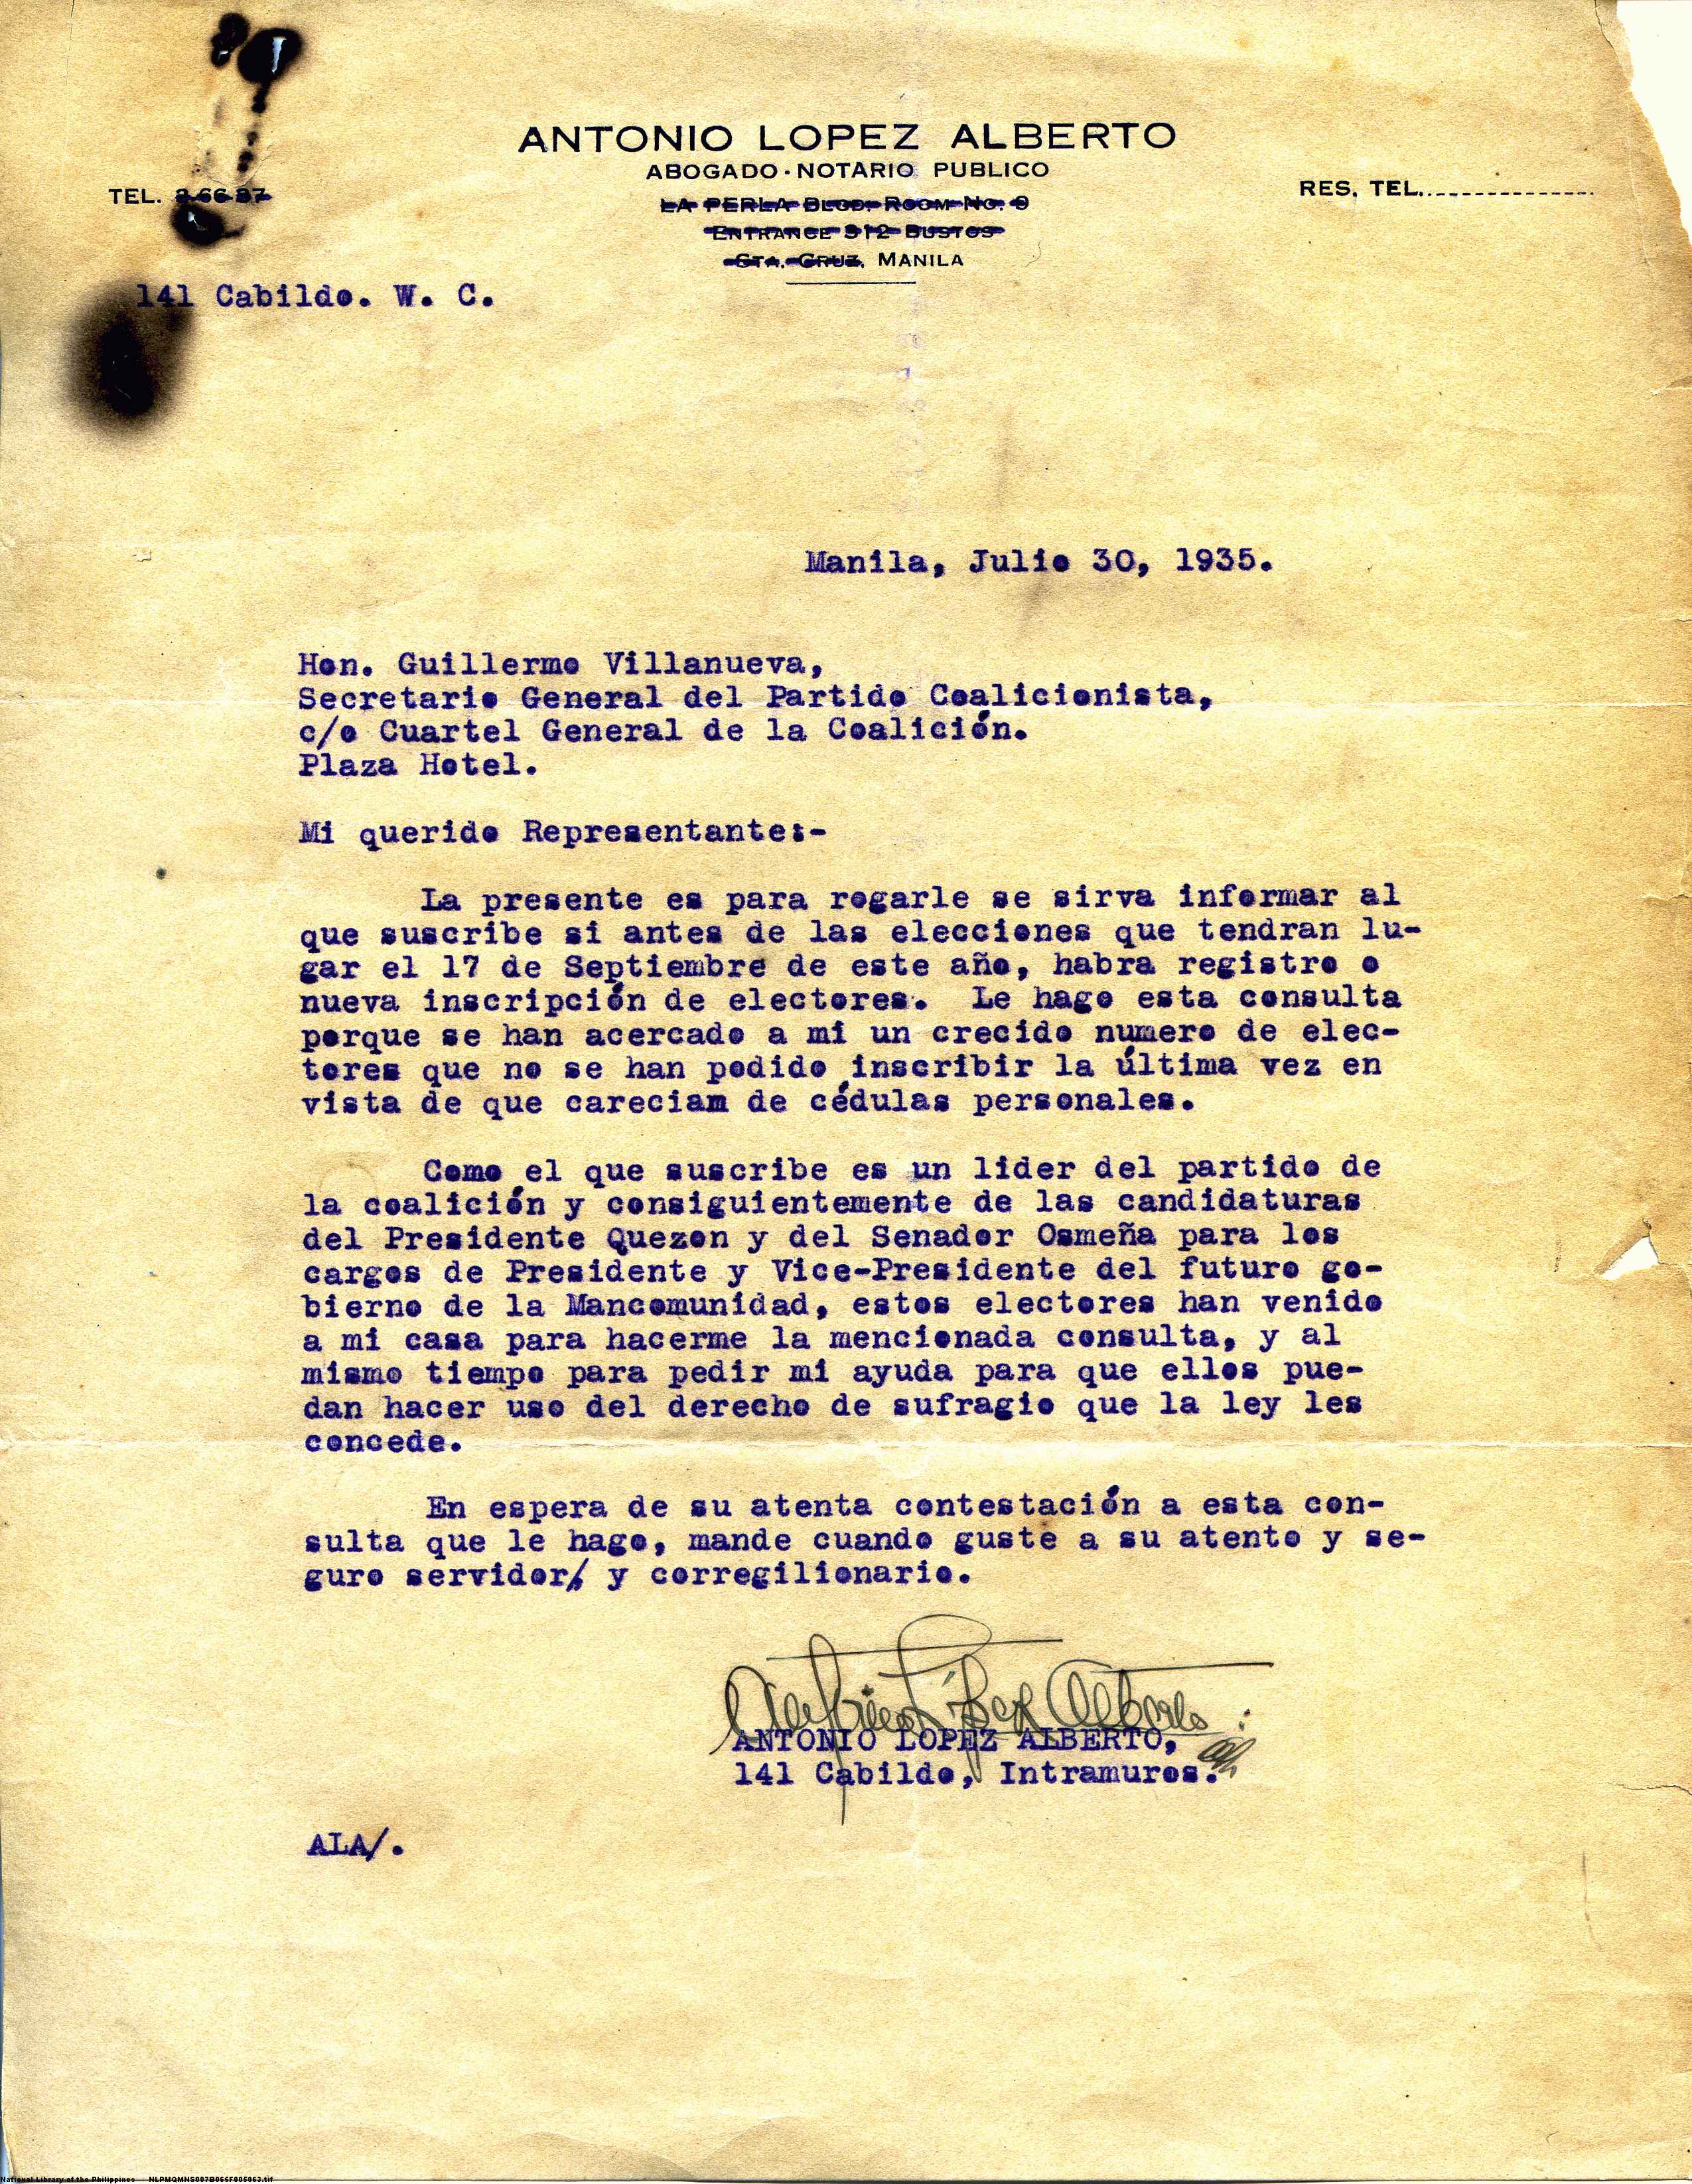 ANTONIO LOPEZ ALBERTO
ABOGADO - NOTARIO PUBLICO
TEL. 2-66-87
RES. TEL.
LA PERLA BLDG. ROOM No. 9
ENTRANCE 312 BUSTOS
STA. CRUZ, MANILA
141 Cabildo. W. C.
Manila, Julio 30, 1935.
Hon. Guillermo Villanueva,
Secretario General del Partido Coalicionista,
c/o Cuartel General de la Coalición.
Plaza Hotel.
Mi querido Representante:-
La presente es para rogarle se sirva informar al
que suscribe si antes de las elecciones que tendran lu-
gar el 17 de Septiembre de este año, habra registro o
nueva inscripción de electores. Le hago esta consulta
porque se han acercado a mi un crecido numero de elec-
tores que no se han podido inscribir la última vez en
vista de que careciam de cédulas personales.
Como el que suscribe es un lider del partido de
la coalición y consiguientemente de las candidaturas
del Presidente Quezon y del Senador Osmeña para los
cargos de Presidente y Vice-Presidente del futuro go-
bierno de la Mancomunidad, estos electores han venido
a mi casa para hacerme la mencionada consulta, y al
mismo tiempo para pedir mi ayuda para que ellos pue-
dan hacer uso del derecho de sufragio que la ley les
concede.
En espera de su atenta contestación a esta con-
sulta que le hago, mande cuando guste a su atento y se-
guro servidor/ y corregilionario.
Antonio López Alberto
ANTONIO LOPEZ ALBERTO,
141 Cabildo, Intramuros.
ALA/.
National Library of the Philippines NLPMQMNS007B066F005063.tif